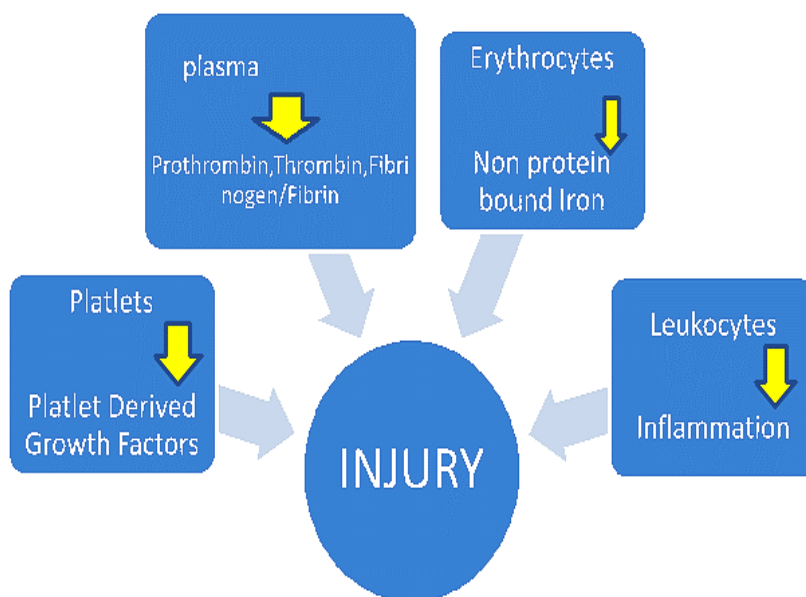 plasma
Prothrombin,Thrombin,Fibri
nogen/Fibrin
Erythrocytes
Non protein
bound Iron
Platlets
Platlet Derived
Growth Factors
Leukocytes
Inflammation
INJURY